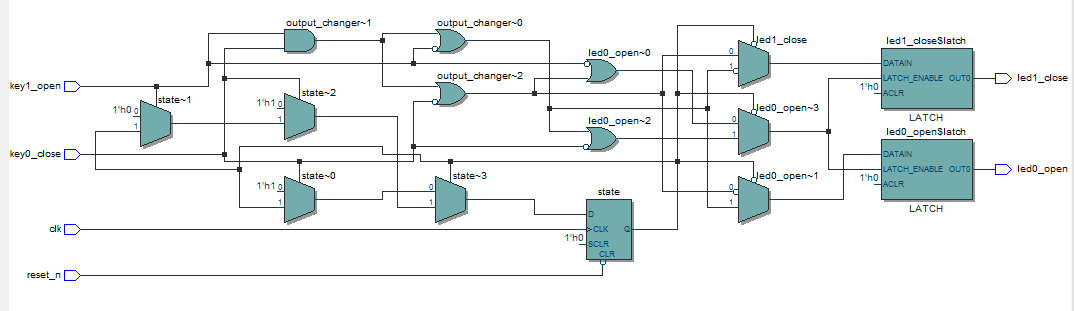 output_changer~1
output_changer~0
led1_close
led1_close$latch
led0_open~0
DATAIN
LATCH_ENABLE OUT0
ACLR
1'h0
LATCH
led1_close
key1_open
state~1
1'h0 0
1
state~2
1'h1 0
1
output_changer~2
0
1
led0_open~3
0
1
led0_open~2
led0_open$latch
DATAIN
LATCH_ENABLE OUT0
ACLR
1'h0
LATCH
led0_open
key0_close
state~0
1'h1 0
1
state~3
0
1
led0_open~1
0
1
state
D
>CLK Q
1'h0
SCLR
CLR
clk
reset_n